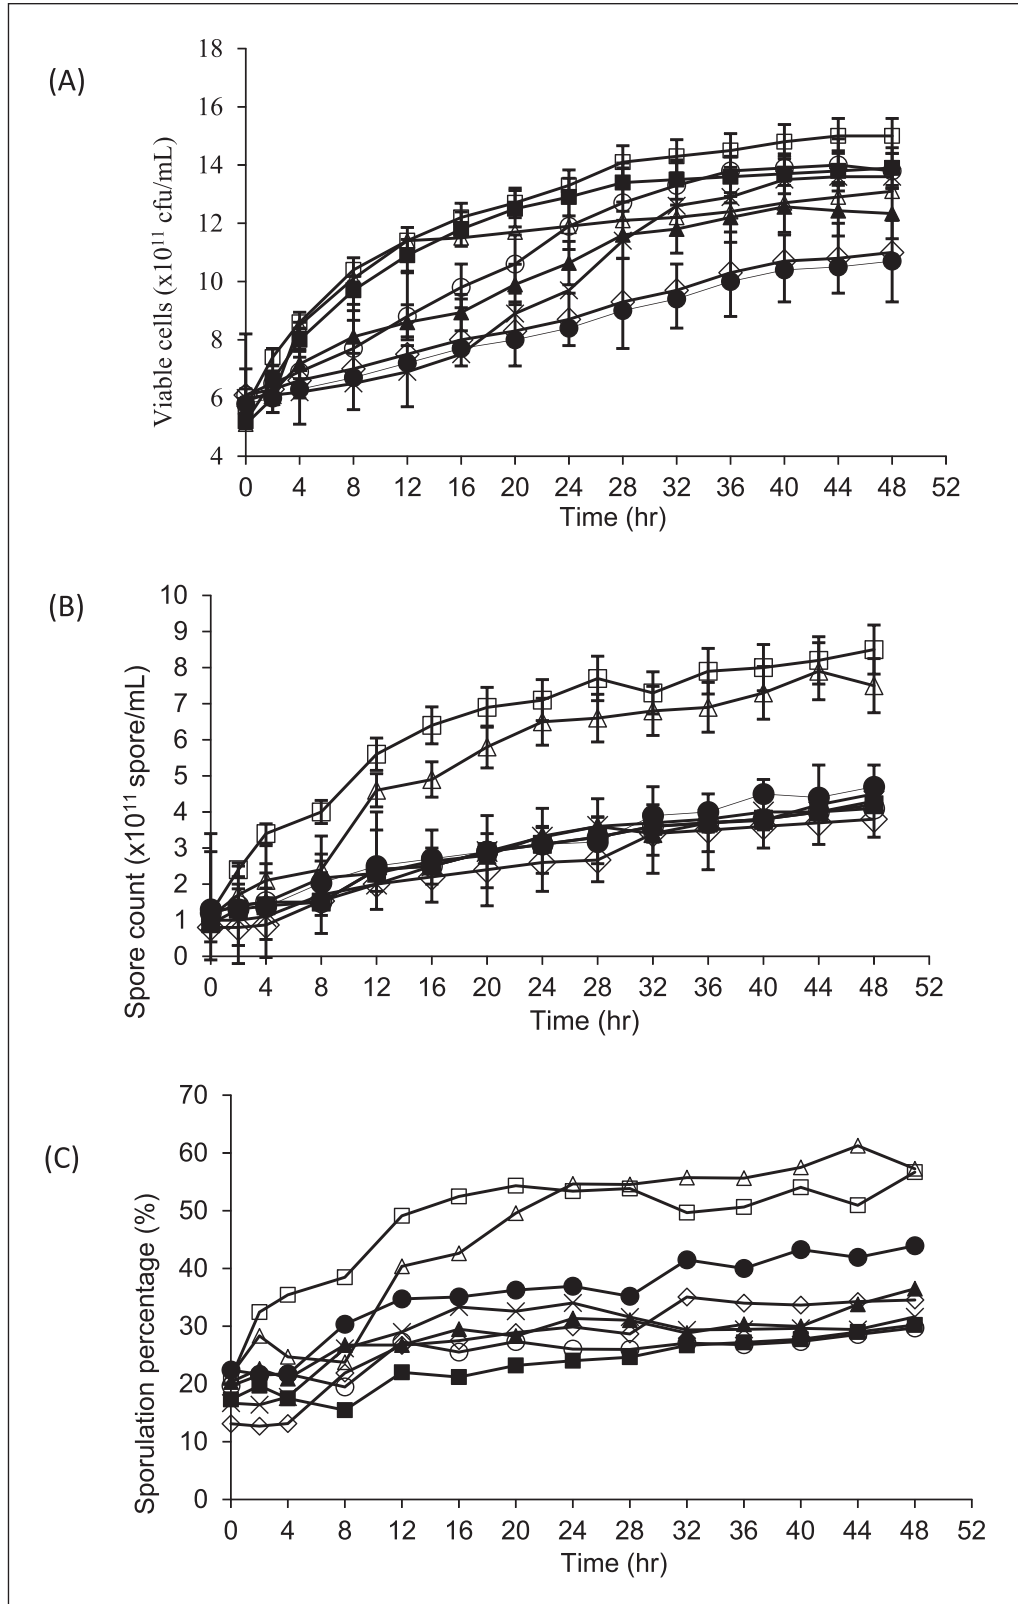 (A)
Viable cells (x10¹¹ cfu/mL)
18
16
14
12
10
8
6
4
0 4 8 12 16 20 24 28 32 36 40 44 48 52
Time (hr)
(B)
Spore count (x10¹¹ spore/mL)
10
9
8
7
6
5
4
3
2
1
0
0 4 8 12 16 20 24 28 32 36 40 44 48 52
Time (hr)
(C)
Sporulation percentage (%)
70
60
50
40
30
20
10
0
0 4 8 12 16 20 24 28 32 36 40 44 48 52
Time (hr)